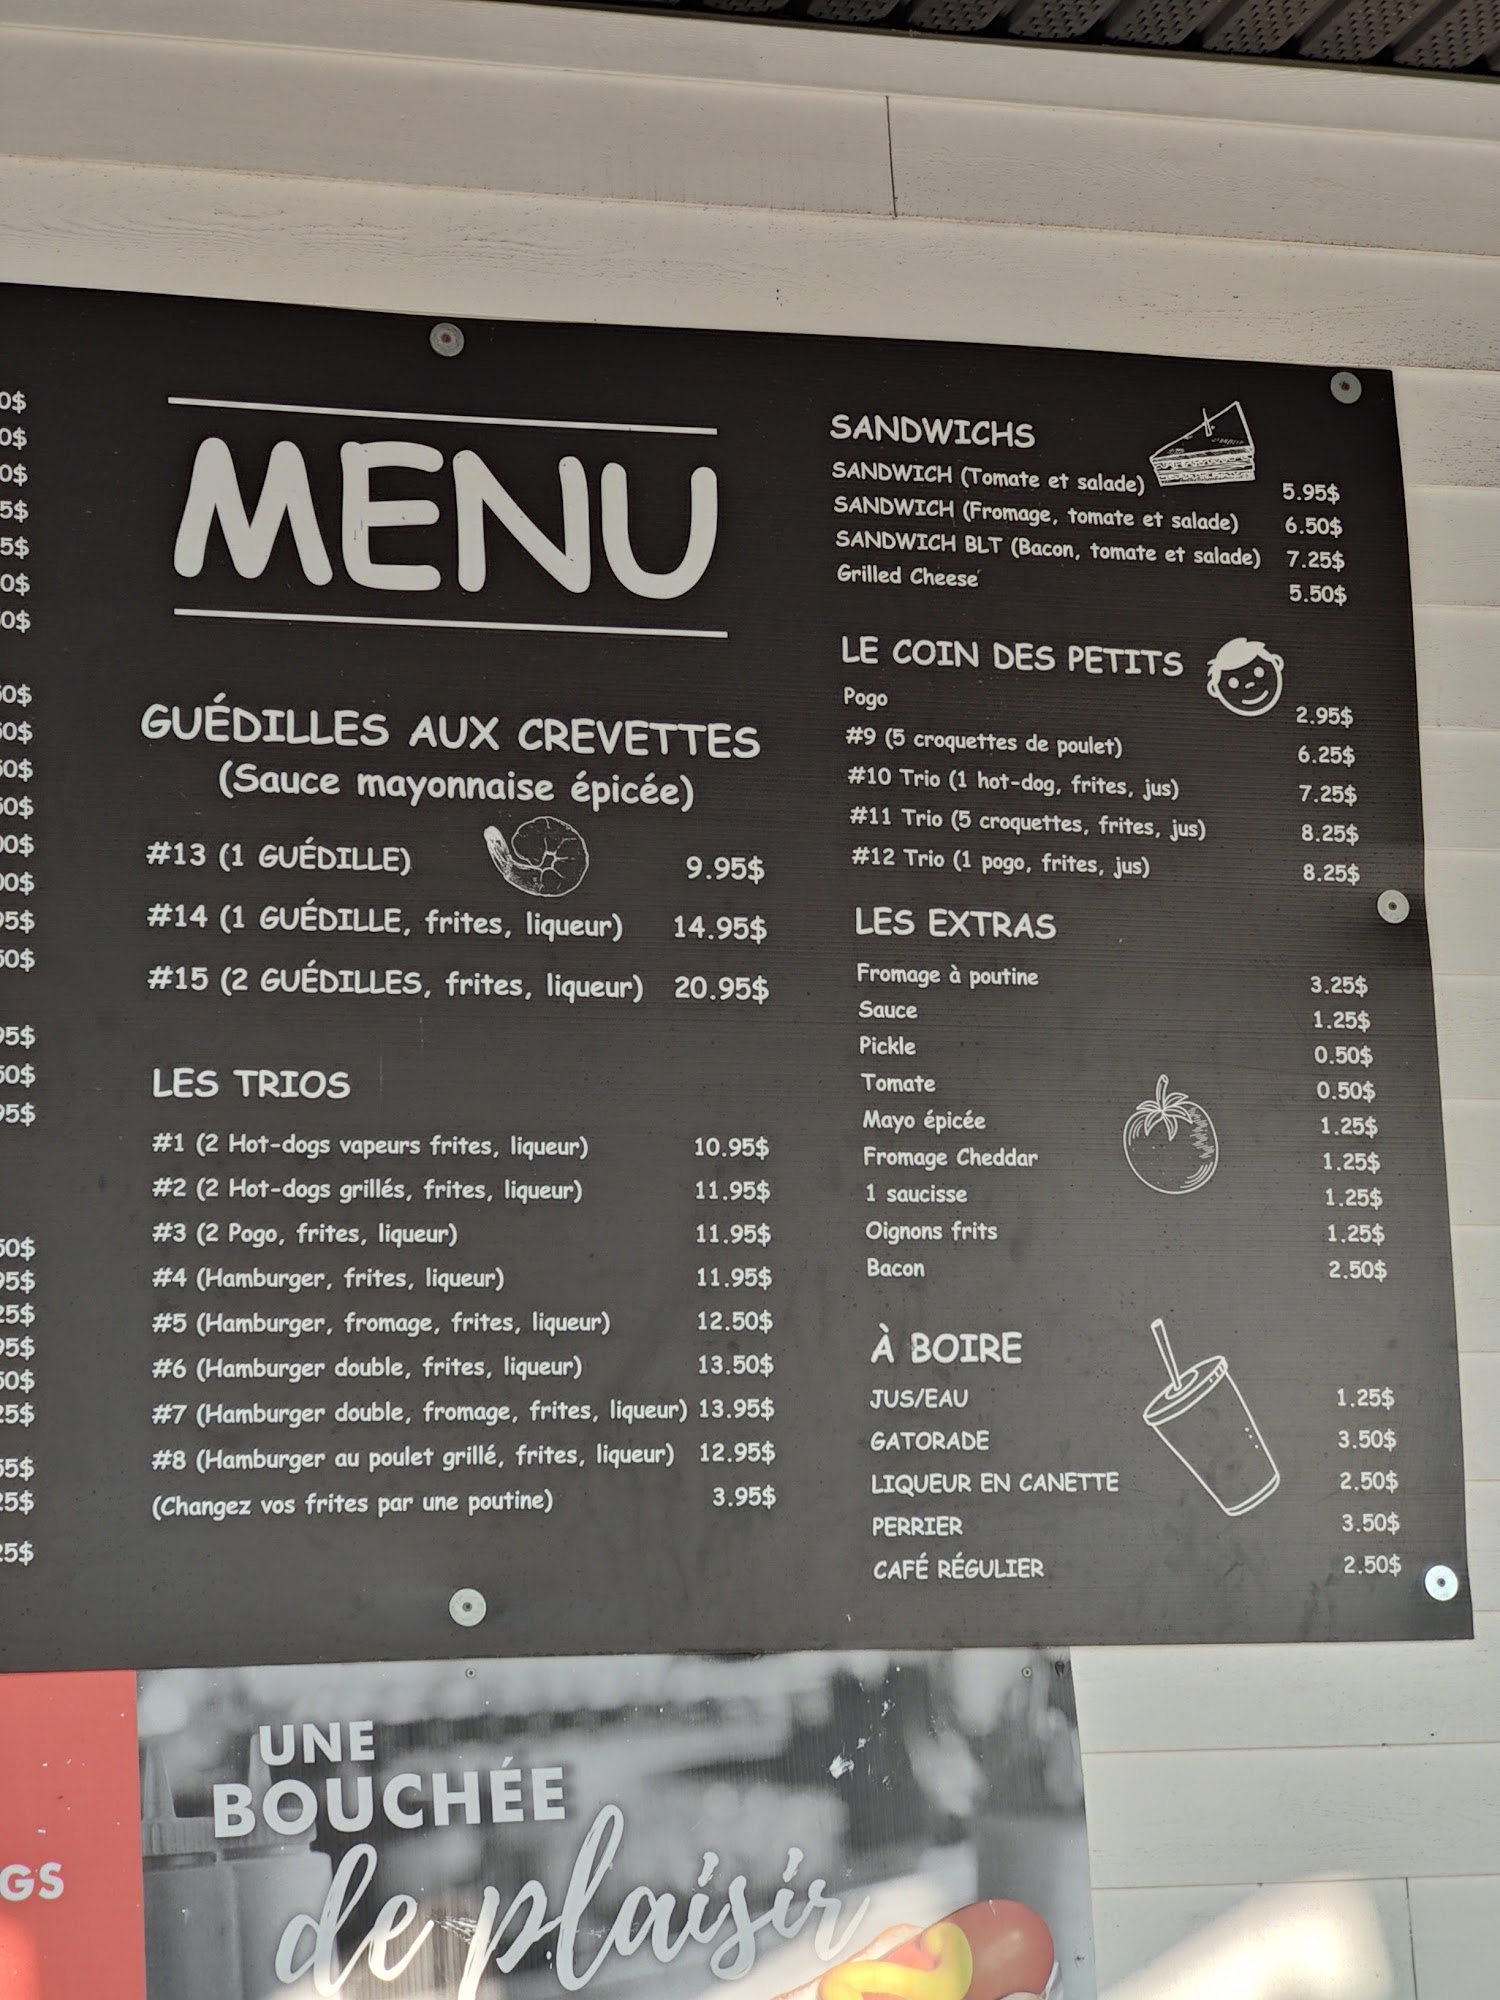 MENU
GUÉDILLES AUX CREVETTES
(Sauce mayonnaise épicée)
#13 (1 GUÉDILLE) 9.95$
#14 (1 GUÉDILLE, frites, liqueur) 14.95$
#15 (2 GUÉDILLES, frites, liqueur) 20.95$
LES TRIOS
#1 (2 Hot-dogs vapeurs frites, liqueur) 10.95$
#2 (2 Hot-dogs grillés, frites, liqueur) 11.95$
#3 (2 Pogo, frites, liqueur) 11.95$
#4 (Hamburger, frites, liqueur) 11.95$
#5 (Hamburger, fromage, frites, liqueur) 12.50$
#6 (Hamburger double, frites, liqueur) 13.50$
#7 (Hamburger double, fromage, frites, liqueur) 13.95$
#8 (Hamburger au poulet grillé, frites, liqueur) 12.95$
(Changez vos frites par une poutine) 3.95$
SANDWICHS
SANDWICH (Tomate et salade) 5.95$
SANDWICH (Fromage, tomate et salade) 6.50$
SANDWICH BLT (Bacon, tomate et salade) 7.25$
Grilled Cheese 5.50$
LE COIN DES PETITS
Pogo 2.95$
#9 (5 croquettes de poulet) 6.25$
#10 Trio (1 hot-dog, frites, jus) 7.25$
#11 Trio (5 croquettes, frites, jus) 8.25$
#12 Trio (1 pogo, frites, jus) 8.25$
LES EXTRAS
Fromage à poutine 3.25$
Sauce 1.25$
Pickle 0.50$
Tomate 0.50$
Mayo épicée 1.25$
Fromage Cheddar 1.25$
1 saucisse 1.25$
Oignons frits 1.25$
Bacon 2.50$
À BOIRE
JUS/EAU 1.25$
GATORADE 3.50$
LIQUEUR EN CANETTE 2.50$
PERRIER 3.50$
CAFÉ RÉGULIER 2.50$
UNE
BOUCHÉE
de plaisir
GS